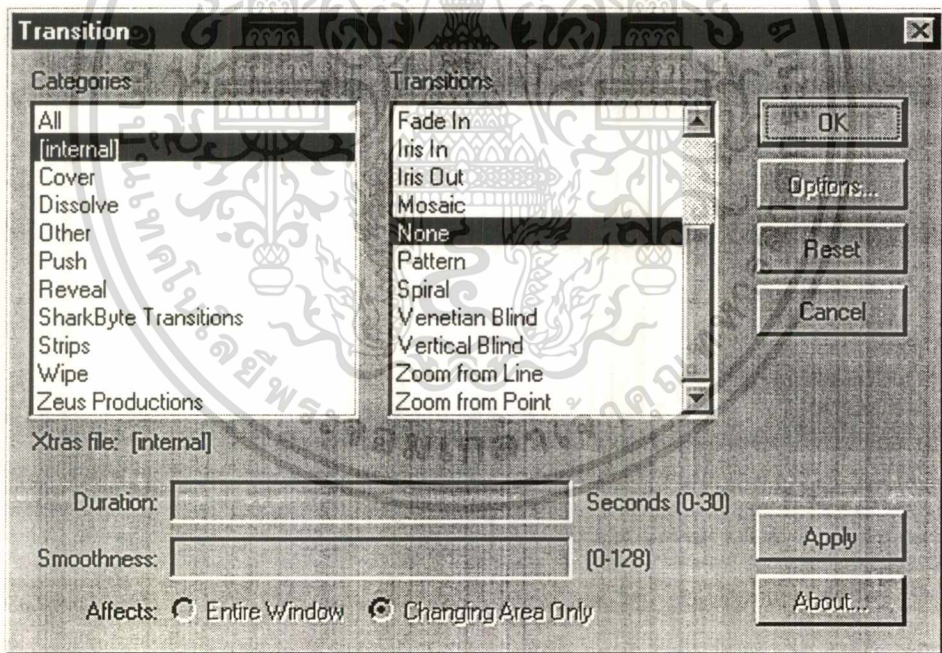 Transition
Categories
All
[internal]
Cover
Dissolve
Other
Push
Reveal
SharkByte Transitions
Strips
Wipe
Zeus Productions
Transitions
Fade In
Iris In
Iris Out
Mosaic
None
Pattern
Spiral
Venetian Blind
Vertical Blind
Zoom from Line
Zoom from Point
OK
Options...
Reset
Cancel
Xtras file: [internal]
Duration: Seconds (0-30)
Smoothness: (0-128)
Affects: Entire Window Changing Area Only
Apply
About...